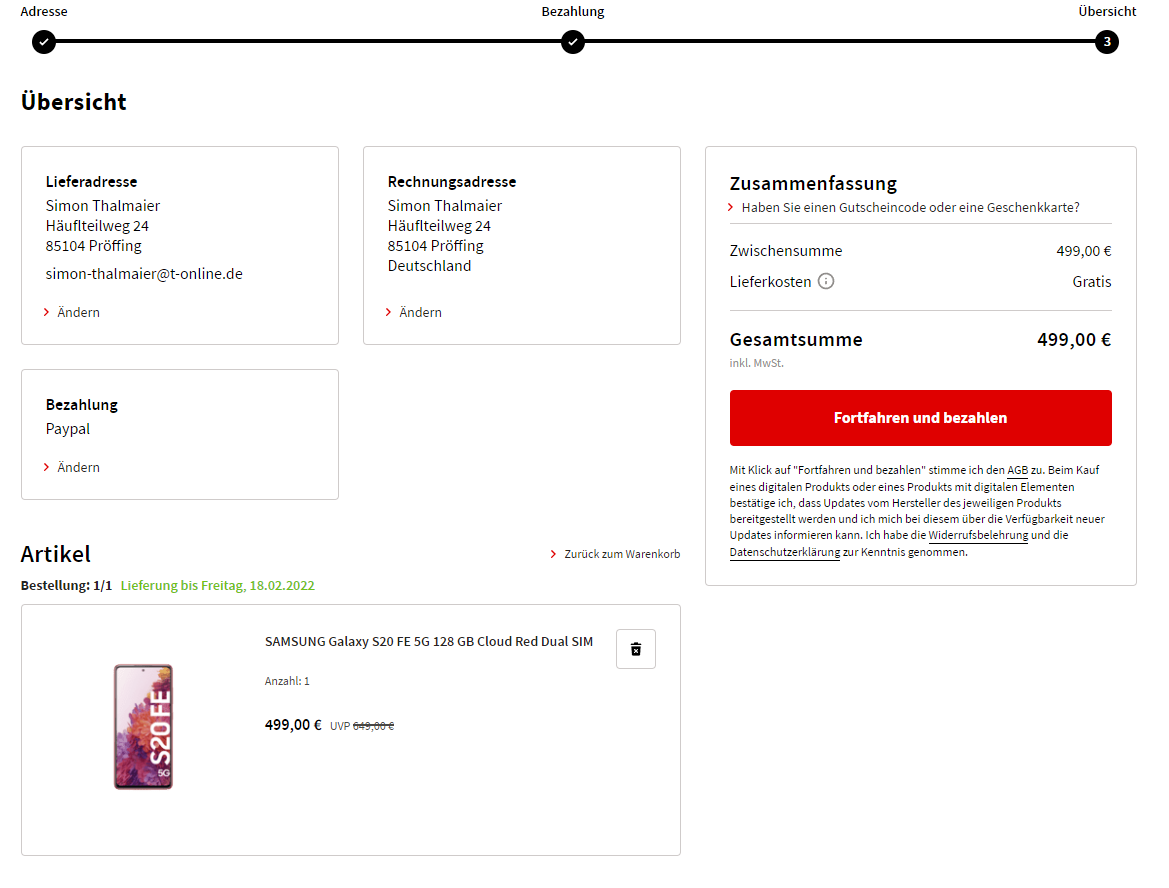 Adresse
Bezahlung
Übersicht
3
Übersicht
Lieferadresse
Simon Thalmaier
Häuflteilweg 24
85104 Pröffing
simon-thalmaier@t-online.de
Ändern
Rechnungsadresse
Simon Thalmaier
Häuflteilweg 24
85104 Pröffing
Deutschland
Ändern
Bezahlung
Paypal
Ändern
Zusammenfassung
Haben Sie einen Gutscheincode oder eine Geschenkkarte?
Zwischensumme 499,00 €
Lieferkosten Gratis
Gesamtsumme 499,00 €
inkl. MwSt.
Fortfahren und bezahlen
Mit Klick auf "Fortfahren und bezahlen" stimme ich den AGB zu. Beim Kauf
eines digitalen Produkts oder eines Produkts mit digitalen Elementen
bestätige ich, dass Updates vom Hersteller des jeweiligen Produkts
bereitgestellt werden und ich mich bei diesem über die Verfügbarkeit neuer
Updates informieren kann. Ich habe die Widerrufsbelehrung und die
Datenschutzerklärung zur Kenntnis genommen.
Artikel
Zurück zum Warenkorb
Bestellung: 1/1 Lieferung bis Freitag, 18.02.2022
S20 FE
5G
SAMSUNG Galaxy S20 FE 5G 128 GB Cloud Red Dual SIM
Anzahl: 1
499,00 € UVP 649,00 €